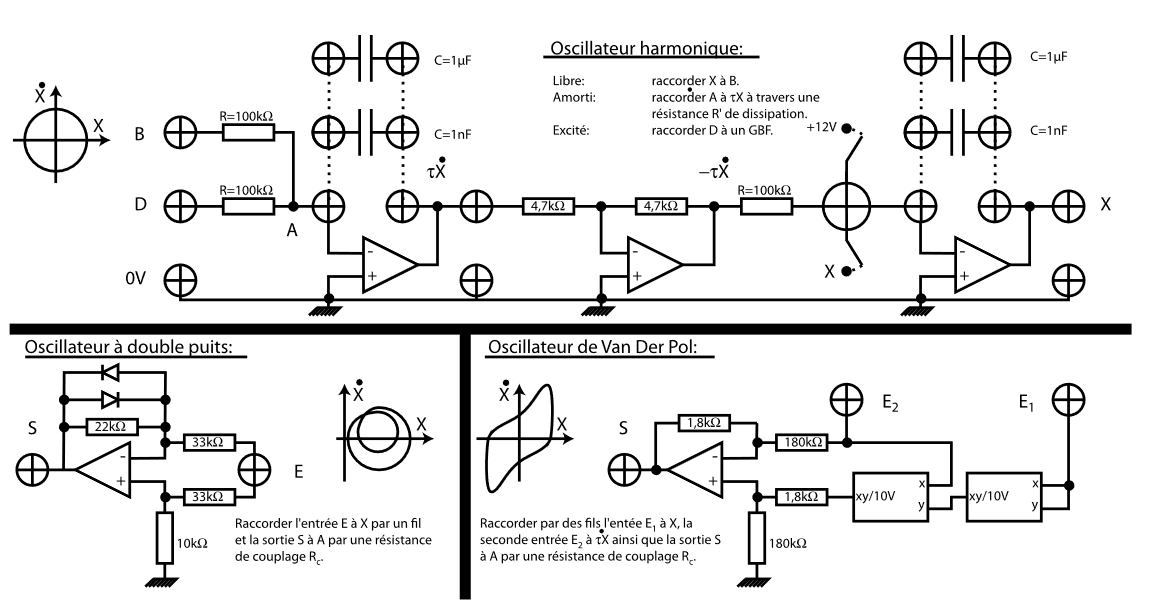 Oscillateur harmonique:
C=1µF
C=1µF
Libre: raccorder X à B.
Amorti: raccorder A à τẊ à travers une
résistance R' de dissipation.
Excité: raccorder D à un GBF.
Ẋ
X
R=100kΩ
B
C=1nF
+12V
C=1nF
τẊ
−τẊ
R=100kΩ
D
R=100kΩ
4,7kΩ
4,7kΩ
X
A
-
+
-
+
-
+
0V
X
Oscillateur à double puits:
22kΩ
S
33kΩ
-
+
E
33kΩ
10kΩ
Ẋ
X
Raccorder l'entrée E à X par un fil
et la sortie S à A par une résistance
de couplage Rc.
Oscillateur de Van Der Pol:
Ẋ
X
S
1,8kΩ
E2
E1
180kΩ
-
+
1,8kΩ
xy/10V
x
y
xy/10V
x
y
180kΩ
Raccorder par des fils l'entée E1 à X, la
seconde entrée E2 à τẊ ainsi que la sortie S
à A par une résistance de couplage Rc.